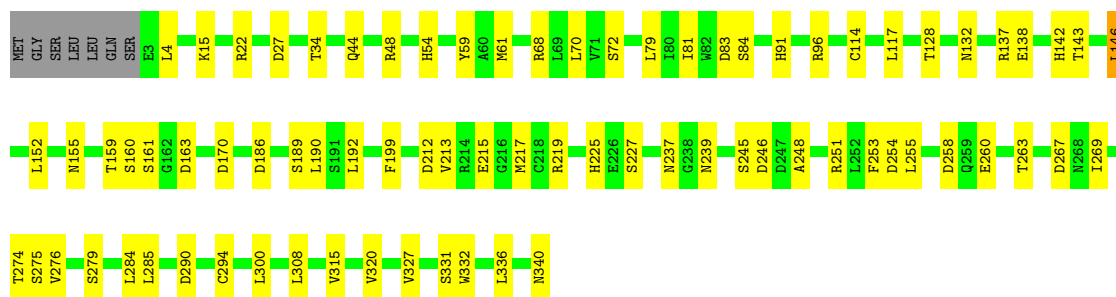 MET GLY SER LEU LEU GLN SER E3 L4 K15 R22 D27 T34 Q44 R48 H54 Y59 A60 M61 R68 L69 L70 V71 S72 L79 I80 I81 W82 D83 S84 H91 R96 C114 L117 T128 N132 R137 E138 H142 T143 L146
L152 N155 T159 S160 S161 G162 D163 D170 D186 S189 L190 S191 L192 F199 D212 V213 R214 E215 G216 M217 C218 R219 H225 E226 S227 N237 G238 N239 S245 D246 D247 A248 R251 L252 F253 D254 L255 D258 Q259 E260 T263 D267 N268 I269
T274 S275 V276 S279 L284 L285 D290 C294 L300 L308 V315 V320 V327 S331 W332 L336 N340